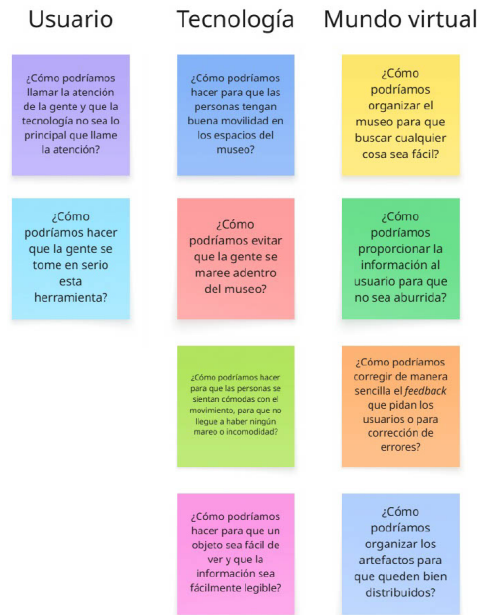 Usuario
¿Cómo podríamos
llamar la atención
de la gente y que la
tecnología no sea lo
principal que llame
la atención?
¿Cómo
podríamos hacer
que la gente se
tome en serio
esta
herramienta?
Tecnología
¿Cómo podríamos
hacer para que las
personas tengan
buena movilidad en
los espacios del
museo?
¿Cómo
podríamos evitar
que la gente se
maree adentro
del museo?
¿Cómo podríamos hacer
para que las personas se
sientan cómodas con el
movimiento, para que no
llegue a haber ningún
mareo o incomodidad?
¿Cómo podríamos
hacer para que un
objeto sea fácil de
ver y que la
información sea
fácilmente legible?
Mundo virtual
¿Cómo
podríamos
organizar el
museo para que
buscar cualquier
cosa sea fácil?
¿Cómo
podríamos
proporcionar la
información al
usuario para que
no sea aburrida?
¿Cómo podríamos
corregir de manera
sencilla el feedback
que pidan los
usuarios o para
corrección de
errores?
¿Cómo
podríamos
organizar los
artefactos para
que queden bien
distribuidos?